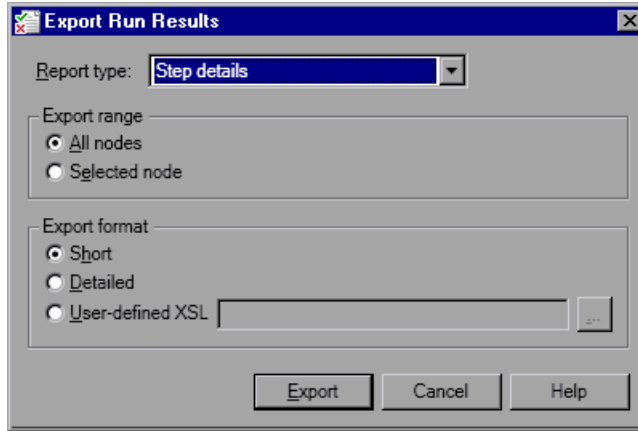 Export Run Results
Report type: Step details
Export range
All nodes
Selected node
Export format
Short
Detailed
User-defined XSL ...
Export Cancel Help